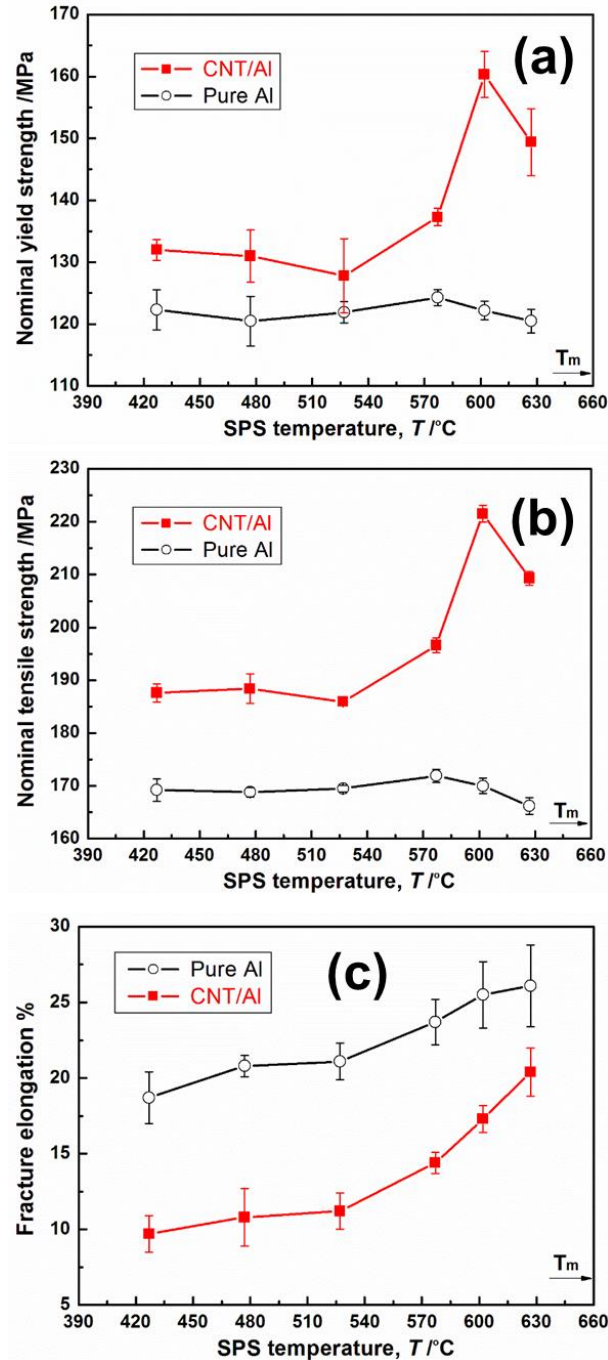 (a)
CNT/Al
Pure Al
Nominal yield strength /MPa
170
160
150
140
130
120
110
Tm
390 420 450 480 510 540 570 600 630 660
SPS temperature, T /°C
(b)
CNT/Al
Pure Al
Nominal tensile strength /MPa
230
220
210
200
190
180
170
160
Tm
390 420 450 480 510 540 570 600 630 660
SPS temperature, T /°C
(c)
Pure Al
CNT/Al
Fracture elongation %
30
25
20
15
10
5
Tm
390 420 450 480 510 540 570 600 630 660
SPS temperature, T /°C